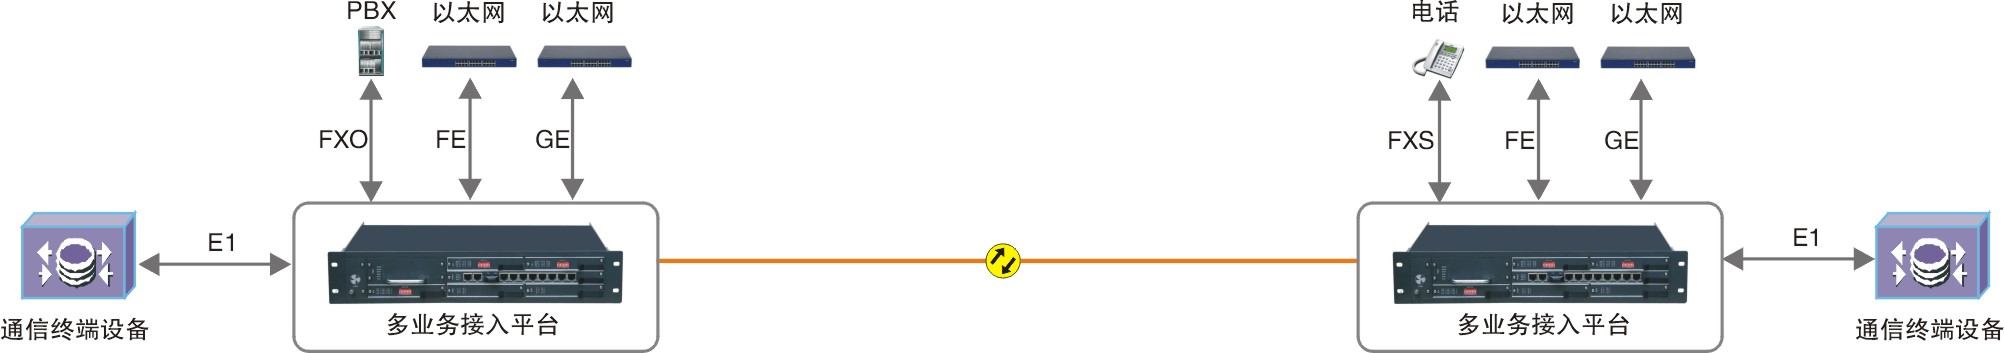 PBX 以太网 以太网 电话 以太网 以太网
FXO FE GE FXS FE GE
E1 E1
多业务接入平台 多业务接入平台
通信终端设备 通信终端设备